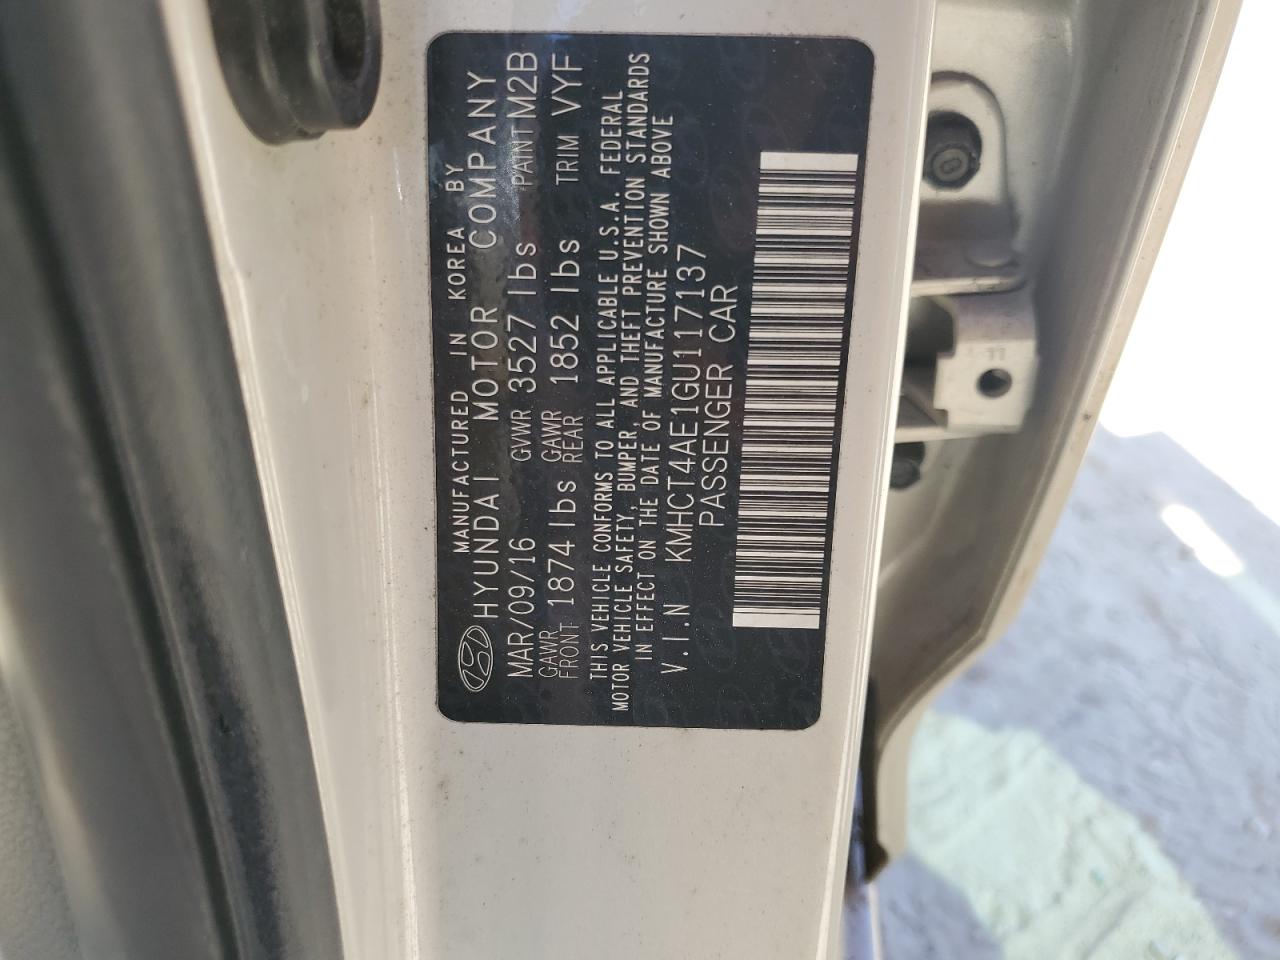 MANUFACTURED IN KOREA BY
HYUNDAI MOTOR COMPANY
MAR/09/16 GVWR 3527 lbs PAINT M2B
GAWR FRONT 1874 lbs GAWR REAR 1852 lbs TRIM VYF
THIS VEHICLE CONFORMS TO ALL APPLICABLE U.S.A. FEDERAL
MOTOR VEHICLE SAFETY, BUMPER, AND THEFT PREVENTION STANDARDS
IN EFFECT ON THE DATE OF MANUFACTURE SHOWN ABOVE
V.I.N KMHCT4AE1GU117137
PASSENGER CAR